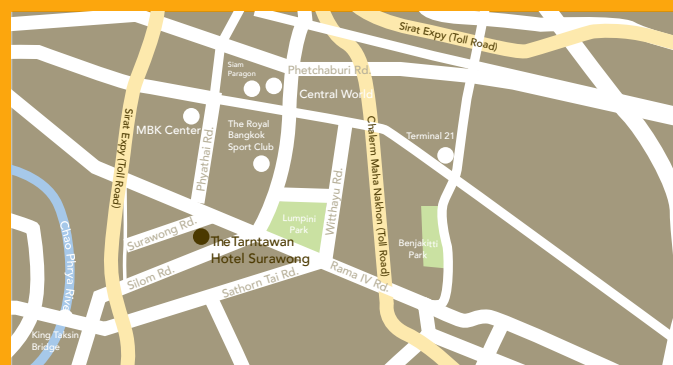 Sirat Expy (Toll Road)
Siam
Paragon
Phetchaburi Rd.
Central World
Sirat Expy (Toll Road)
MBK Center
The Royal
Bangkok
Sport Club
Phyathai Rd.
Chalerm Maha Nakhon (Toll Road)
Terminal 21
Witthayu Rd.
Lumpini
Park
Surawong Rd.
The Tarntawan
Hotel Surawong
Benjakitti
Park
Chao Phrya River
Silom Rd.
Sathorn Tai Rd.
Rama IV Rd.
King Taksin
Bridge